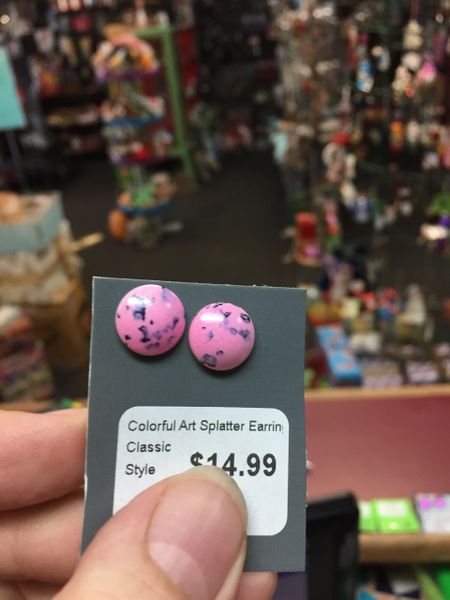 Colorful Art Splatter Earrin
Classic
Style $14.99